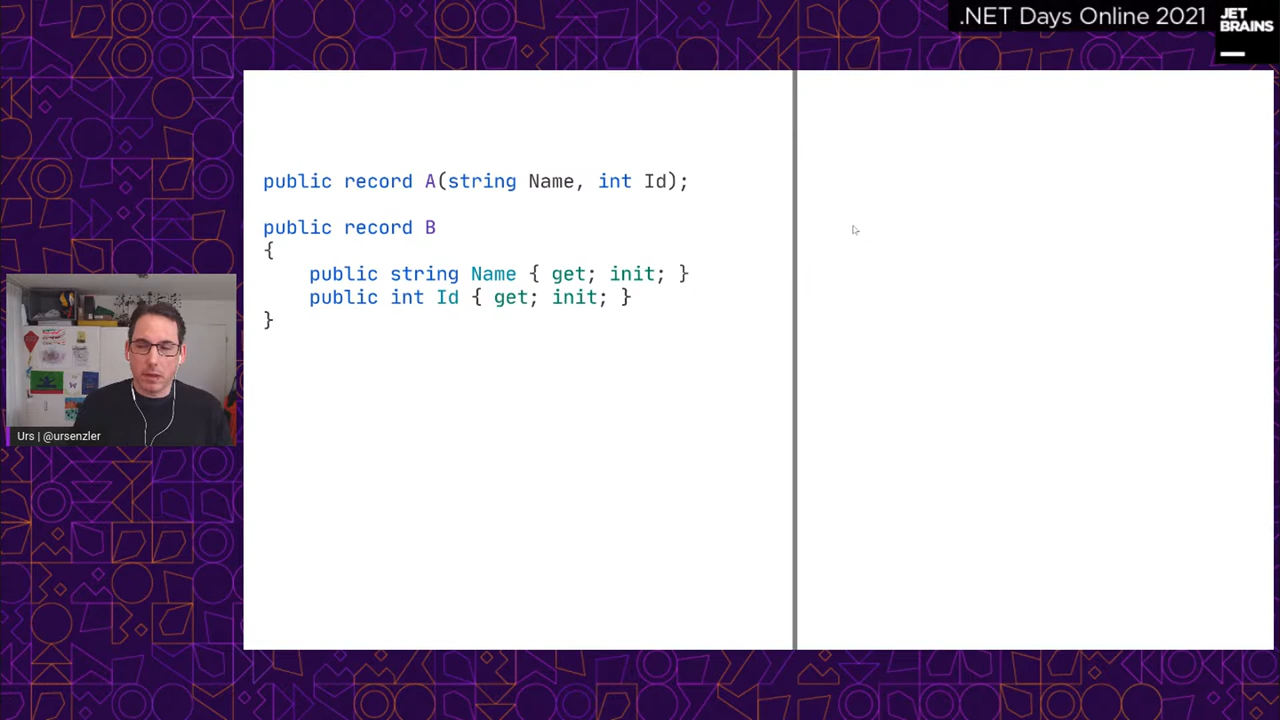 .NET Days Online 2021
JET
BRAINS
public record A(string Name, int Id);
public record B
{
    public string Name { get; init; }
    public int Id { get; init; }
}
Urs | @ursenzler